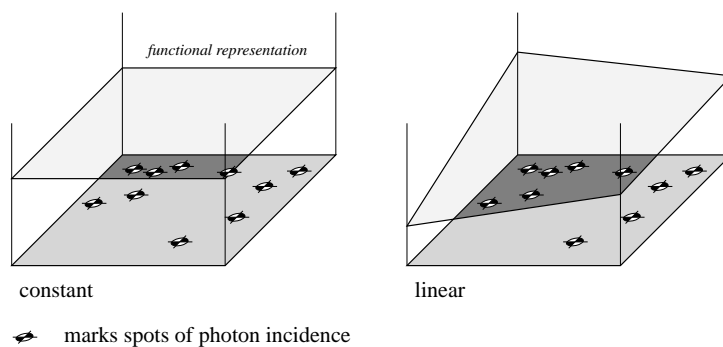 functional representation
constant
linear
marks spots of photon incidence